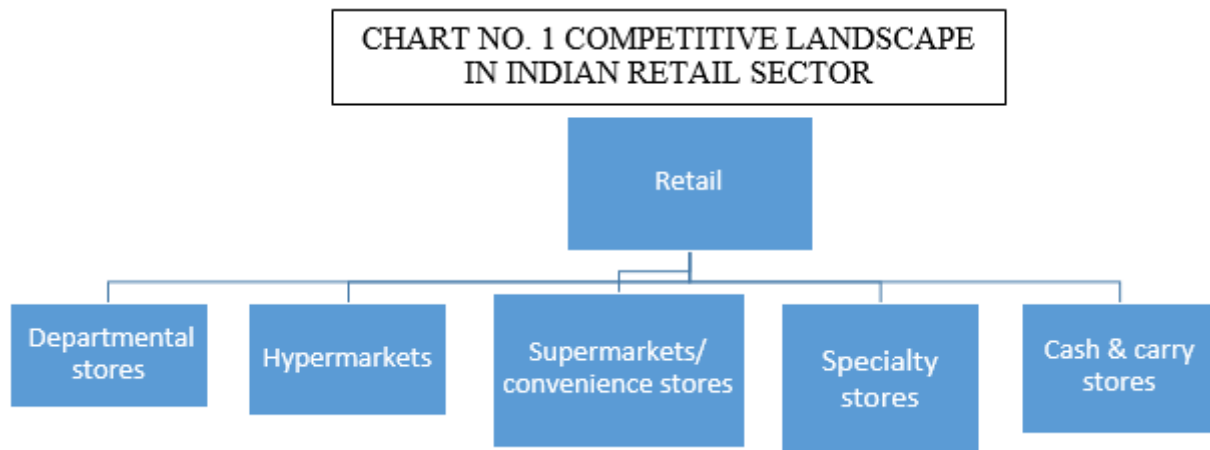 CHART NO. 1 COMPETITIVE LANDSCAPE
IN INDIAN RETAIL SECTOR
Retail
Departmental
stores
Hypermarkets
Supermarkets/
convenience stores
Specialty
stores
Cash & carry
stores